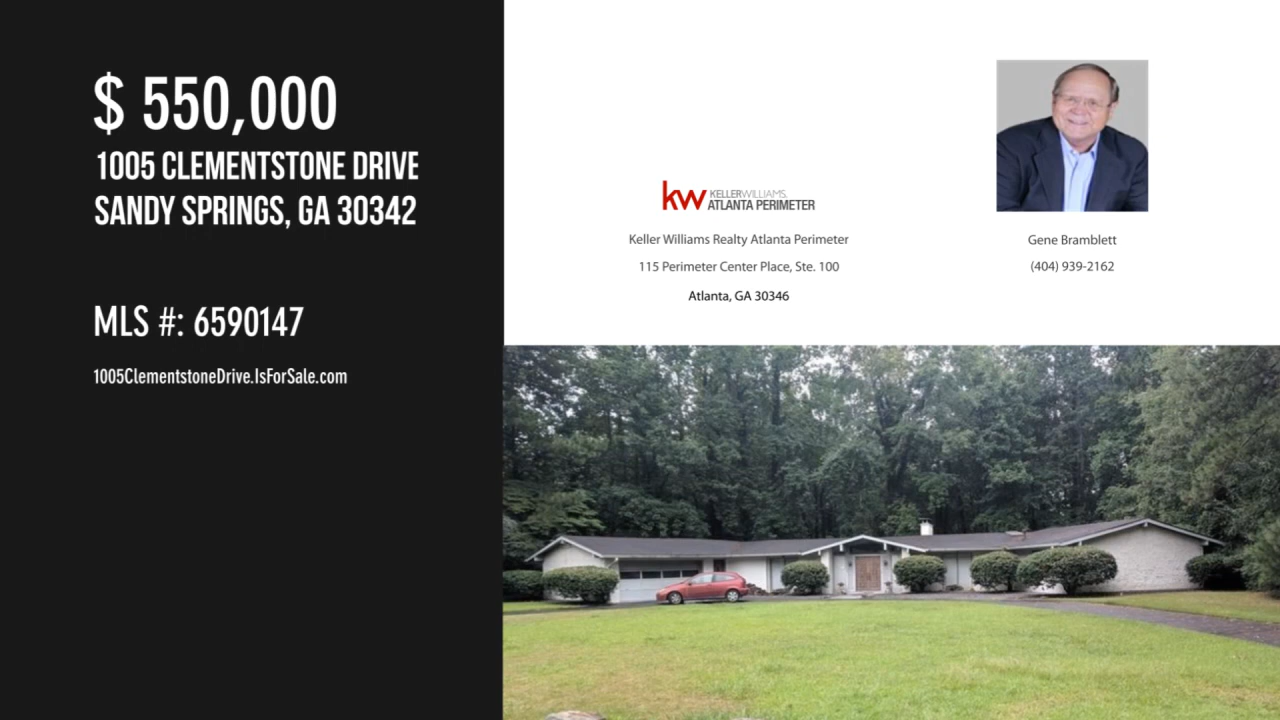 $ 550,000
1005 CLEMENTSTONE DRIVE
SANDY SPRINGS, GA 30342
MLS #: 6590147
1005ClementstoneDrive.IsForSale.com
kw KELLERWILLIAMS.
ATLANTA PERIMETER
Keller Williams Realty Atlanta Perimeter
115 Perimeter Center Place, Ste. 100
Atlanta, GA 30346
Gene Bramblett
(404) 939-2162